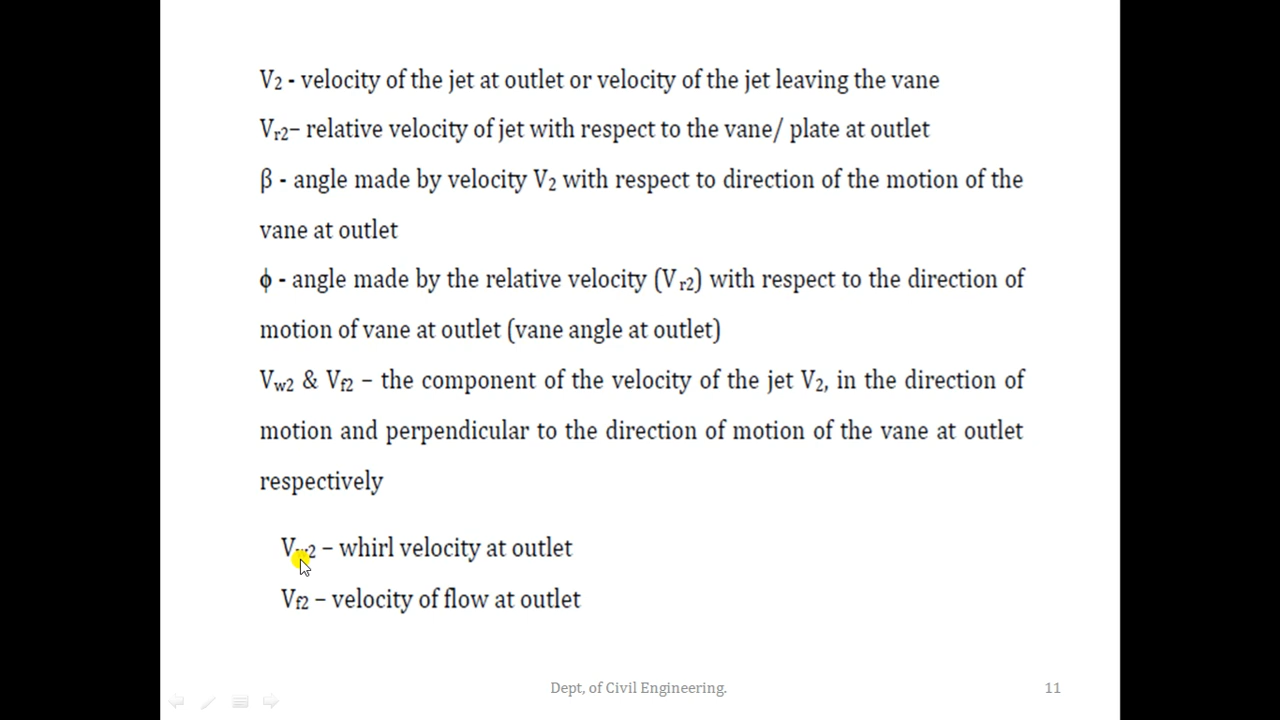 V2 - velocity of the jet at outlet or velocity of the jet leaving the vane
Vr2– relative velocity of jet with respect to the vane/ plate at outlet
β - angle made by velocity V2 with respect to direction of the motion of the
vane at outlet
ϕ - angle made by the relative velocity (V r2) with respect to the direction of
motion of vane at outlet (vane angle at outlet)
Vw2 & Vf2 – the component of the velocity of the jet V2, in the direction of
motion and perpendicular to the direction of motion of the vane at outlet
respectively
Vw2 – whirl velocity at outlet
Vf2 – velocity of flow at outlet
Dept, of Civil Engineering.
11